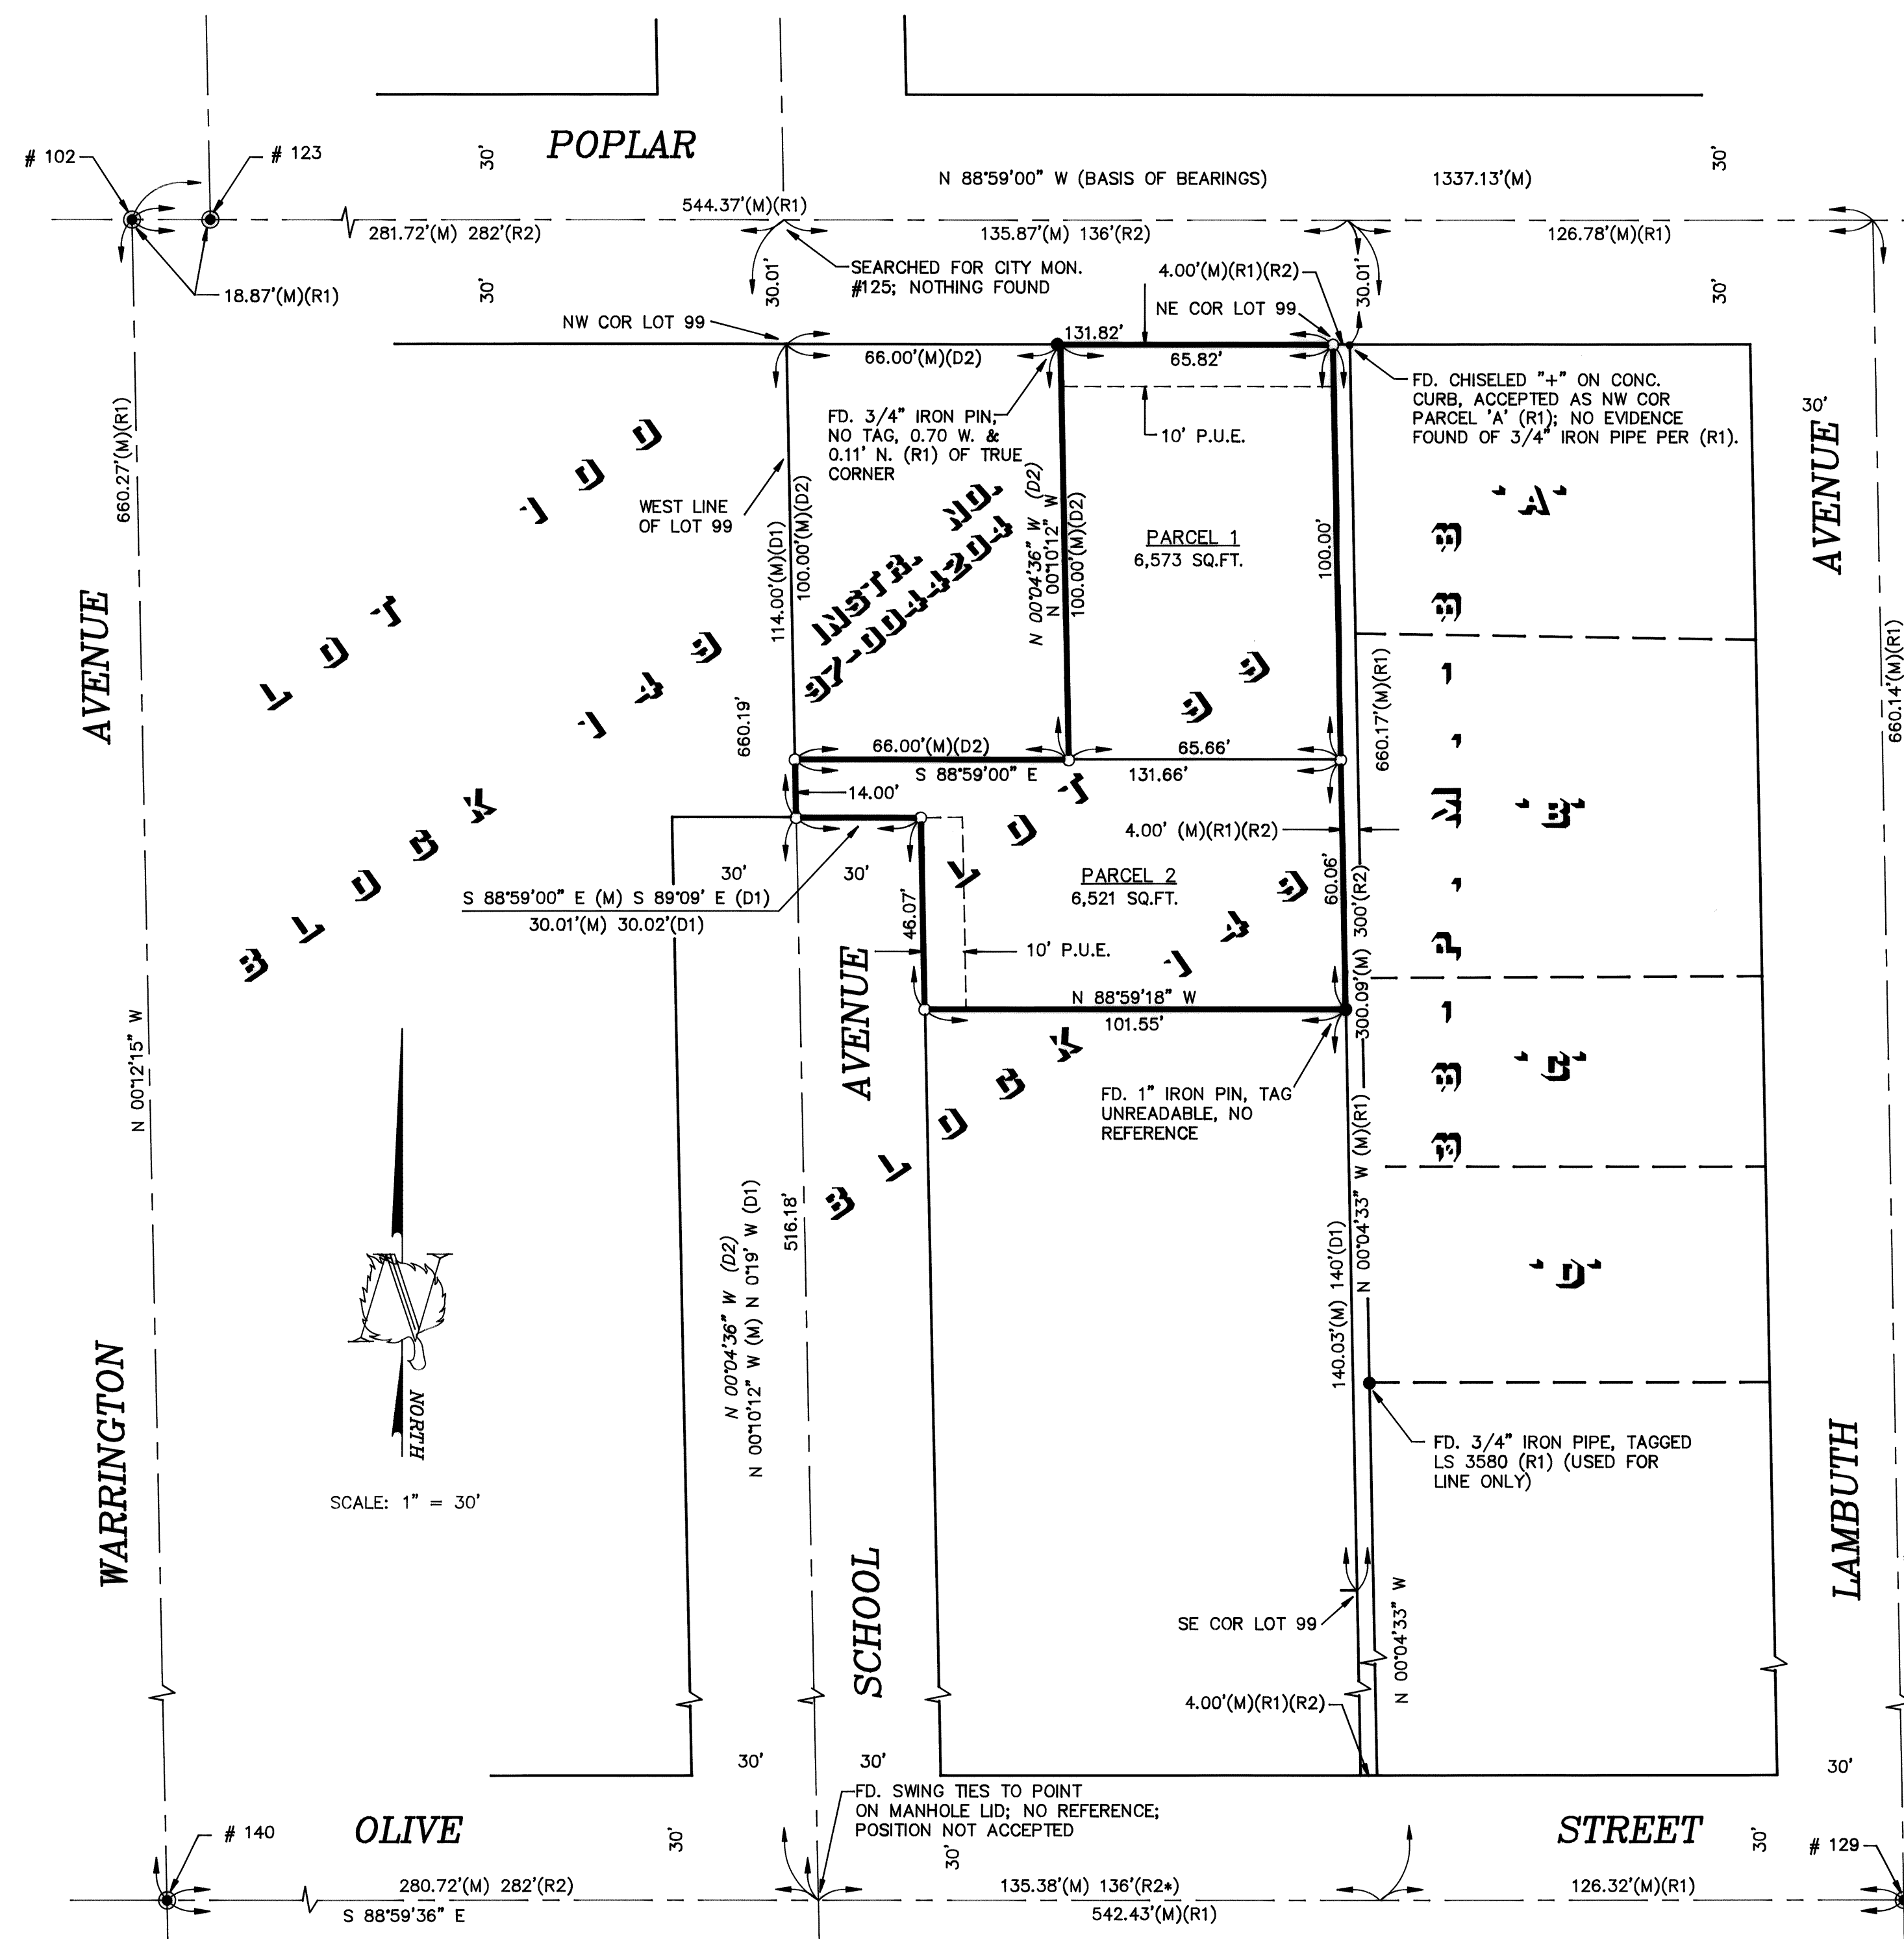 POPLAR
# 102
# 123
30'
30'
N 88°59'00" W (BASIS OF BEARINGS)
1337.13'(M)
544.37'(M)(R1)
281.72'(M) 282'(R2)
135.87'(M) 136'(R2)
126.78'(M)(R1)
18.87'(M)(R1)
30'
30.01'
SEARCHED FOR CITY MON.
#125; NOTHING FOUND
4.00'(M)(R1)(R2)
30.01'
30'
NW COR LOT 99
NE COR LOT 99
131.82'
66.00'(M)(D2)
65.82'
FD. CHISELED "+" ON CONC.
CURB, ACCEPTED AS NW COR
PARCEL 'A' (R1); NO EVIDENCE
FOUND OF 3/4" IRON PIPE PER (R1).
30'
FD. 3/4" IRON PIN,
NO TAG, 0.70 W. &
0.11' N. (R1) OF TRUE
CORNER
10' P.U.E.
660.27'(M)(R1)
WEST LINE
OF LOT 99
114.00'(M)(D1)
100.00'(M)(D2)
INSTR. NO.
97-0044204
N 00°04'36" W (D2)
N 00°10'12" W
100.00'(M)(D2)
PARCEL 1
6,573 SQ.FT.
100.00'
'A'
AVENUE
AVENUE
LOT 100
BLOCK 149
660.19'
660.17'(M)(R1)
660.14'(M)(R1)
66.00'(M)(D2)
65.66'
S 88°59'00" E
131.66'
14.00'
LOT 99
BLOCK 149
4.00' (M)(R1)(R2)
'B'
30'
30'
S 88°59'00" E (M) S 89°09' E (D1)
30.01'(M) 30.02'(D1)
46.07'
PARCEL 2
6,521 SQ.FT.
60.06'
300.09'(M) 300'(R2)
10' P.U.E.
N 88°59'18" W
101.55'
AVENUE
N 00°12'15" W
FD. 1" IRON PIN, TAG
UNREADABLE, NO
REFERENCE
N 00°04'33" W (M)(R1)
516.18'
N 00°04'36" W (D2)
N 00°10'12" W (M) N 0°19' W (D1)
140.03'(M) 140'(D1)
'D'
NORTH
SCALE: 1" = 30'
FD. 3/4" IRON PIPE, TAGGED
LS 3580 (R1) (USED FOR
LINE ONLY)
WARRINGTON
SCHOOL
LAMBUTH
SE COR LOT 99
N 00°04'33" W
4.00'(M)(R1)(R2)
30'
30'
30'
FD. SWING TIES TO POINT
ON MANHOLE LID; NO REFERENCE;
POSITION NOT ACCEPTED
# 140
OLIVE
30'
30'
STREET
30'
# 129
280.72'(M) 282'(R2)
135.38'(M) 136'(R2*)
126.32'(M)(R1)
S 88°59'36" E
542.43'(M)(R1)